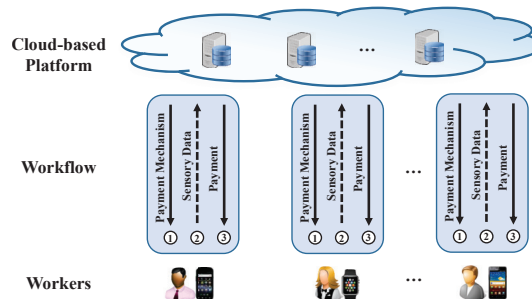 Cloud-based
Platform
...
Workflow
Payment Mechanism
Sensory Data
Payment
1 2 3
Payment Mechanism
Sensory Data
Payment
1 2 3
...
Payment Mechanism
Sensory Data
Payment
1 2 3
Workers
...